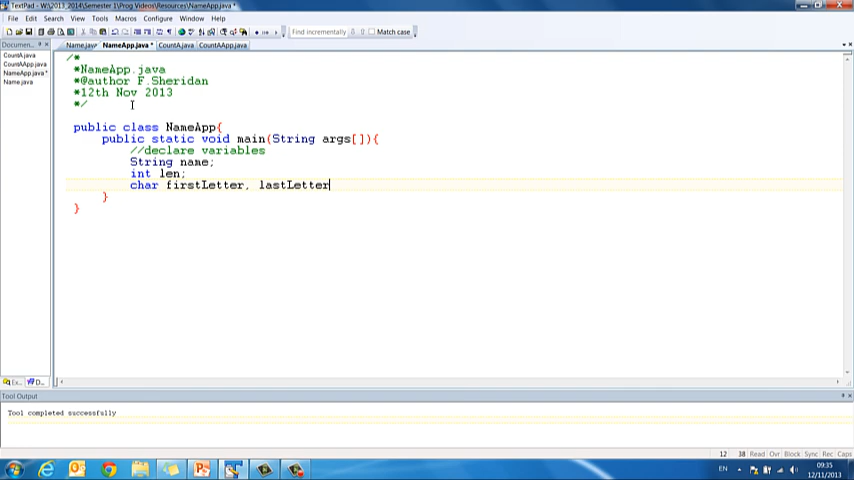 TextPad - W:\2013_2014\Semester 1\Prog Videos\Resources\NameApp.java *
File Edit Search View Tools Macros Configure Window Help
Find incrementally Match case
Documen...
Name.java NameApp.java * CountA.java CountAApp.java
CountA.java
CountAApp.java
NameApp.java *
Name.java
/*
*NameApp.java
*@author F.Sheridan
*12th Nov 2013
*/
public class NameApp{
public static void main(String args[]){
//declare variables
String name;
int len;
char firstLetter, lastLetter
}
}
Ex... D...
Tool Output
Tool completed successfully
12 38 Read Ovr Block Sync Rec Caps
EN
09:35
12/11/2013